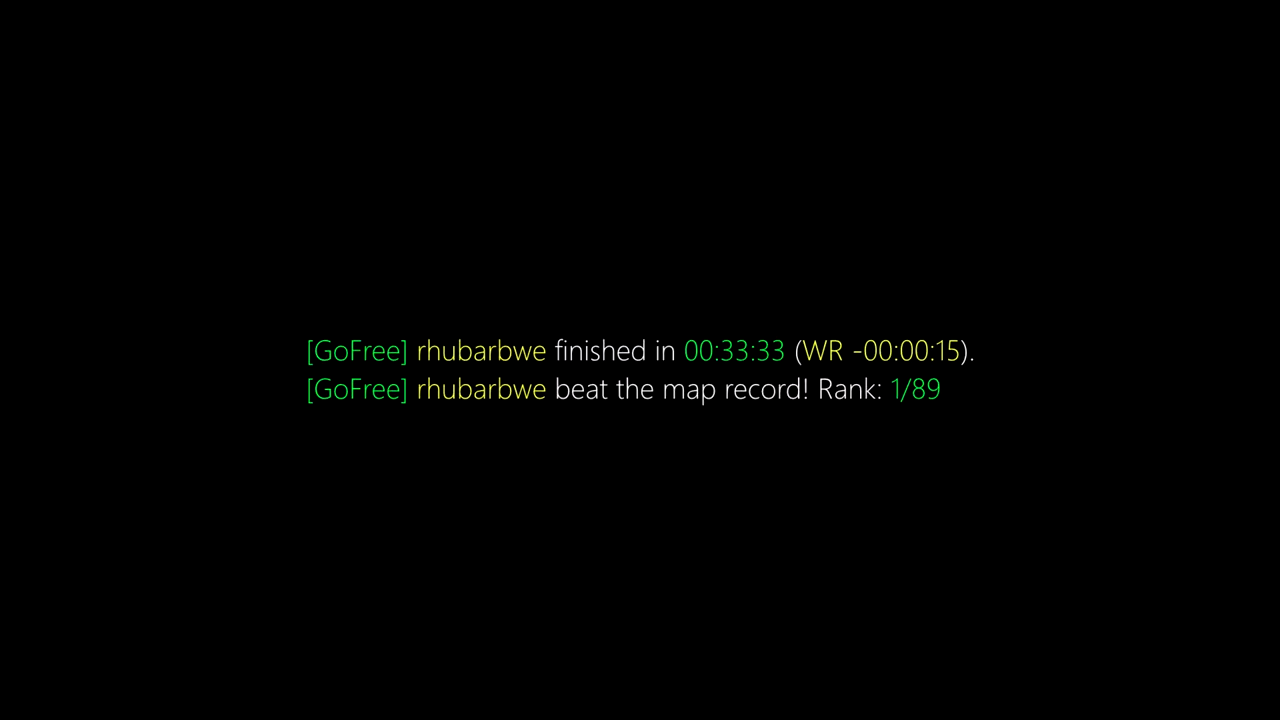 [GoFree] rhubarbwe finished in 00:33:33 (WR -00:00:15).
[GoFree] rhubarbwe beat the map record! Rank: 1/89